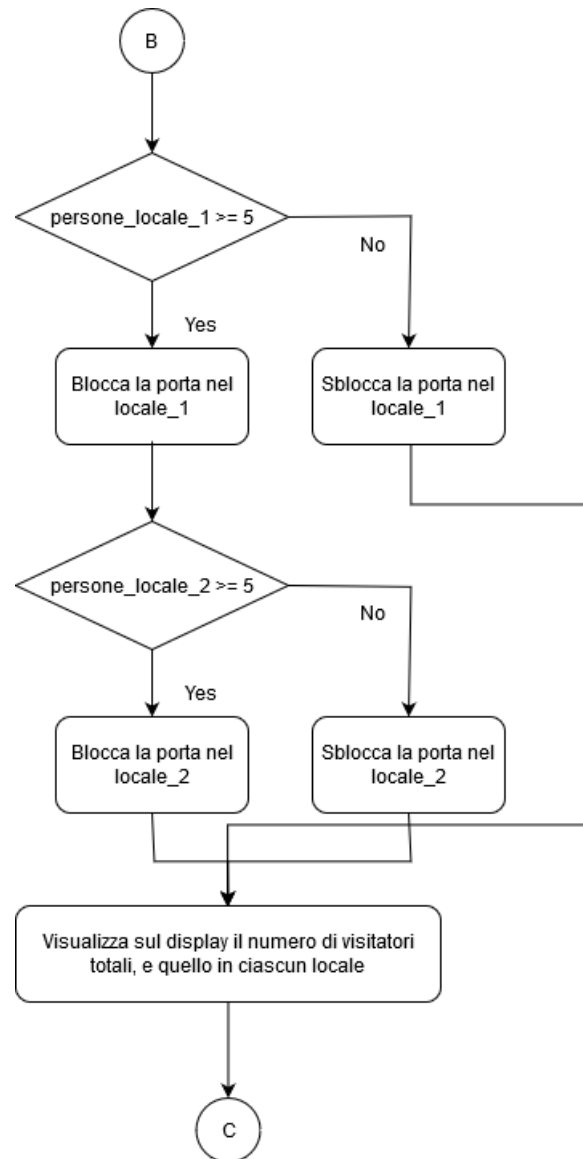 B
persone_locale_1 >= 5
No
Yes
Blocca la porta nel
locale_1
Sblocca la porta nel
locale_1
persone_locale_2 >= 5
No
Yes
Blocca la porta nel
locale_2
Sblocca la porta nel
locale_2
Visualizza sul display il numero di visitatori
totali, e quello in ciascun locale
C